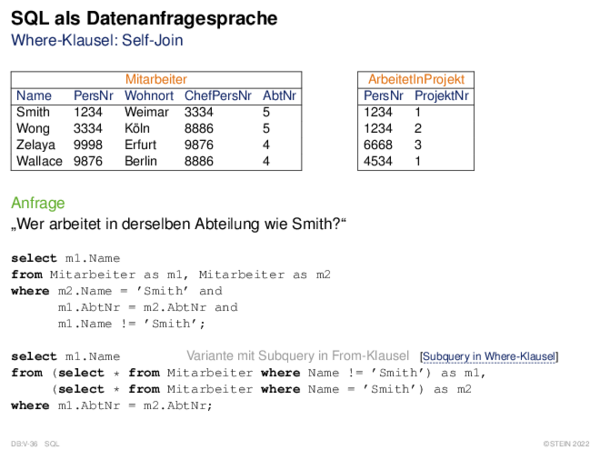 SQL als Datenanfragesprache
Where-Klausel: Self-Join
Mitarbeiter
Name PersNr Wohnort ChefPersNr AbtNr
Smith 1234 Weimar 3334 5
Wong 3334 Köln 8886 5
Zelaya 9998 Erfurt 9876 4
Wallace 9876 Berlin 8886 4
ArbeitetInProjekt
PersNr ProjektNr
1234 1
1234 2
6668 3
4534 1
Anfrage
„Wer arbeitet in derselben Abteilung wie Smith?“
select m1.Name
from Mitarbeiter as m1, Mitarbeiter as m2
where m2.Name = ’Smith’ and
m1.AbtNr = m2.AbtNr and
m1.Name != ’Smith’;
select m1.Name Variante mit Subquery in From-Klausel [Subquery in Where-Klausel]
from (select * from Mitarbeiter where Name != ’Smith’) as m1,
(select * from Mitarbeiter where Name = ’Smith’) as m2
where m1.AbtNr = m2.AbtNr;
DB:V-36 SQL ©STEIN 2022